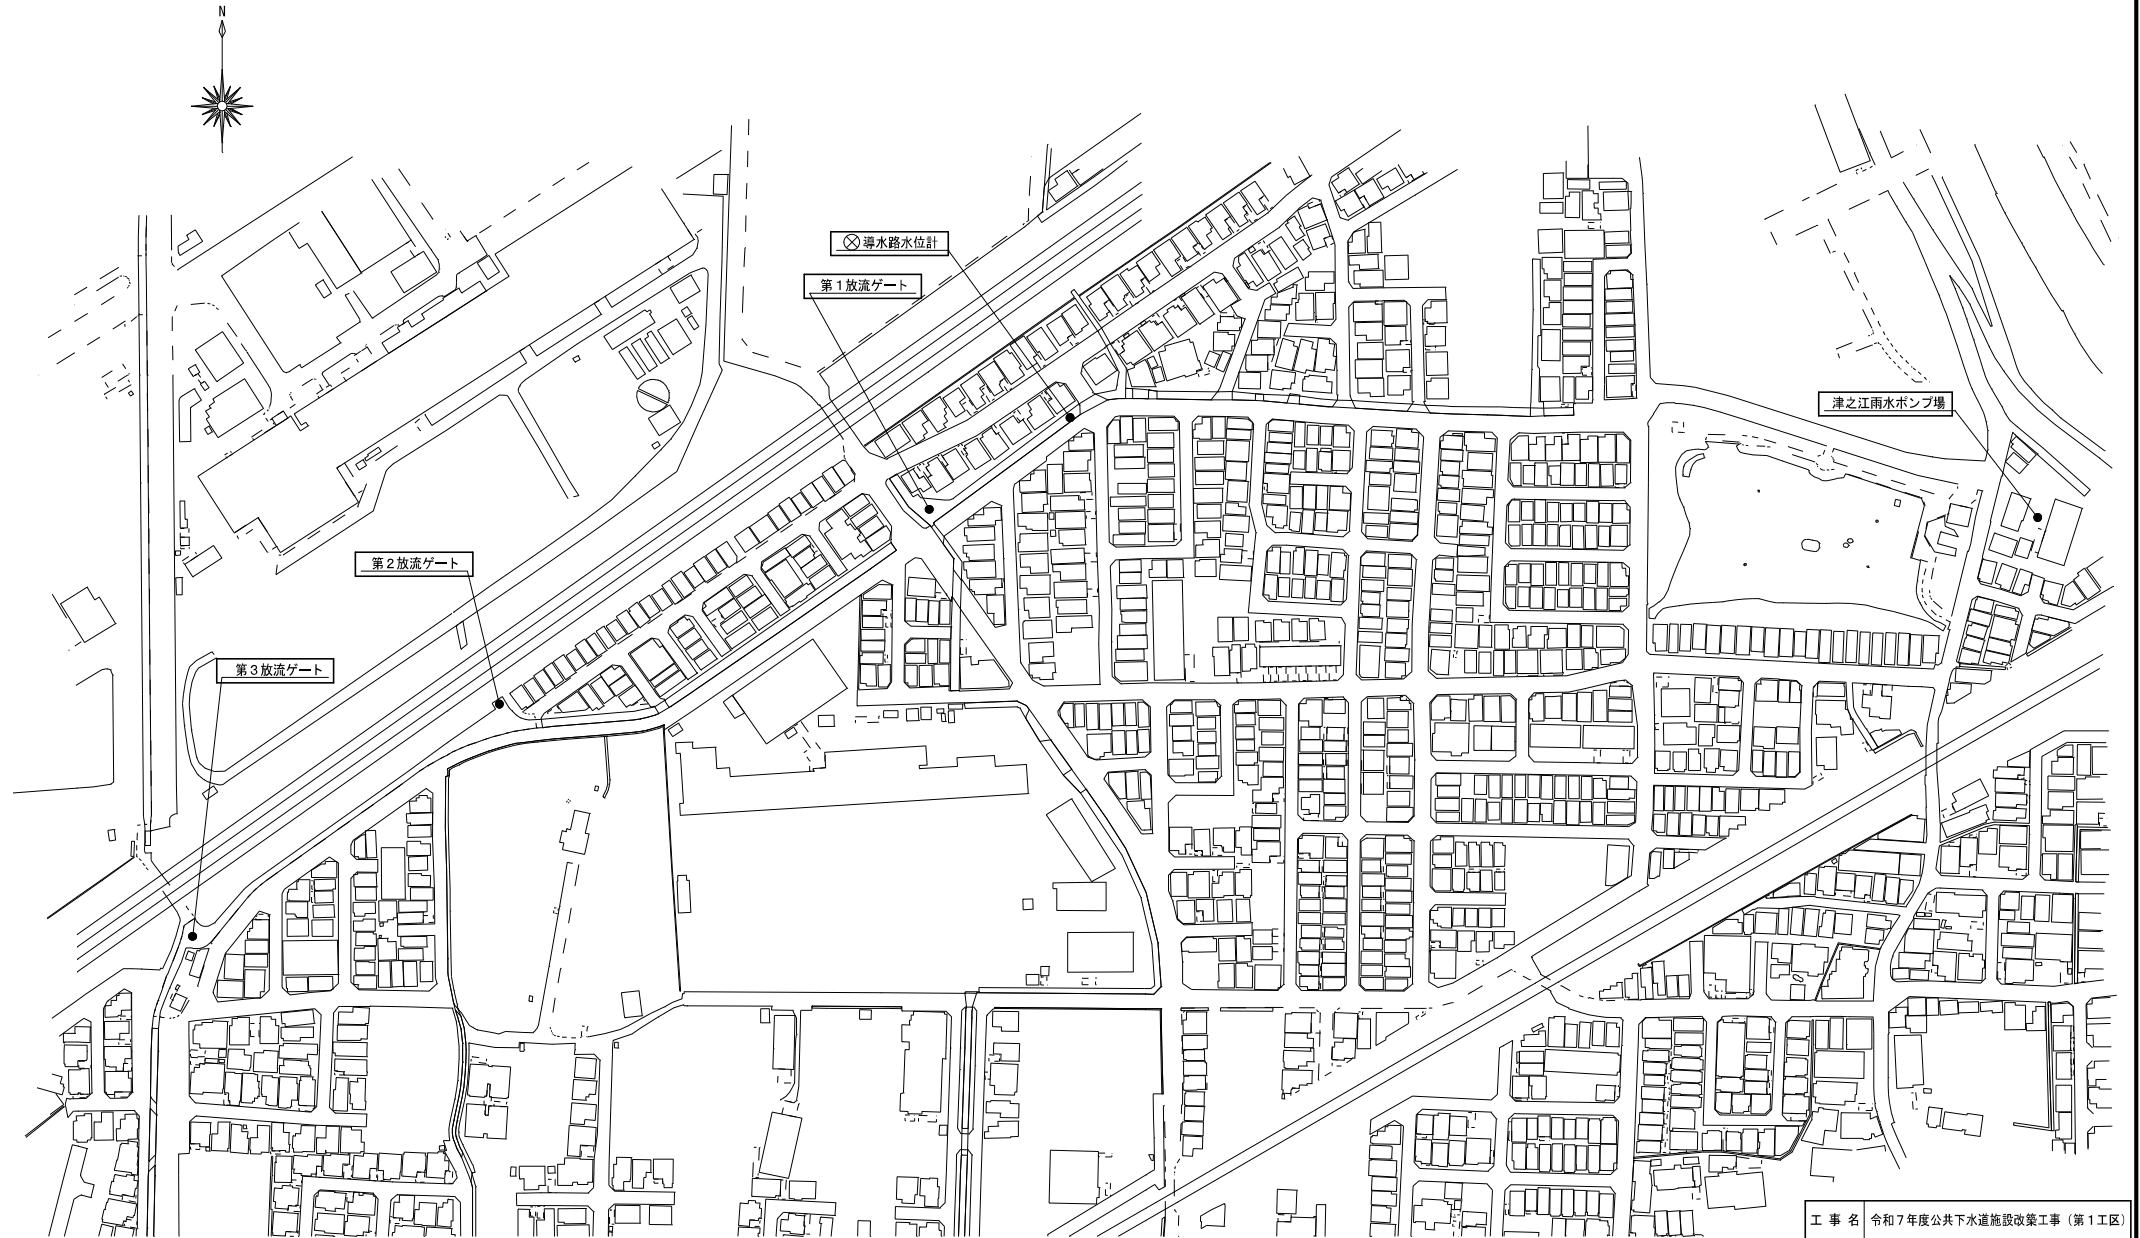 N
⊗導水路水位計
第1放流ゲート
津之江雨水ポンプ場
第2放流ゲート
第3放流ゲート
工事名 令和7年度公共下水道施設改築工事（第1工区）